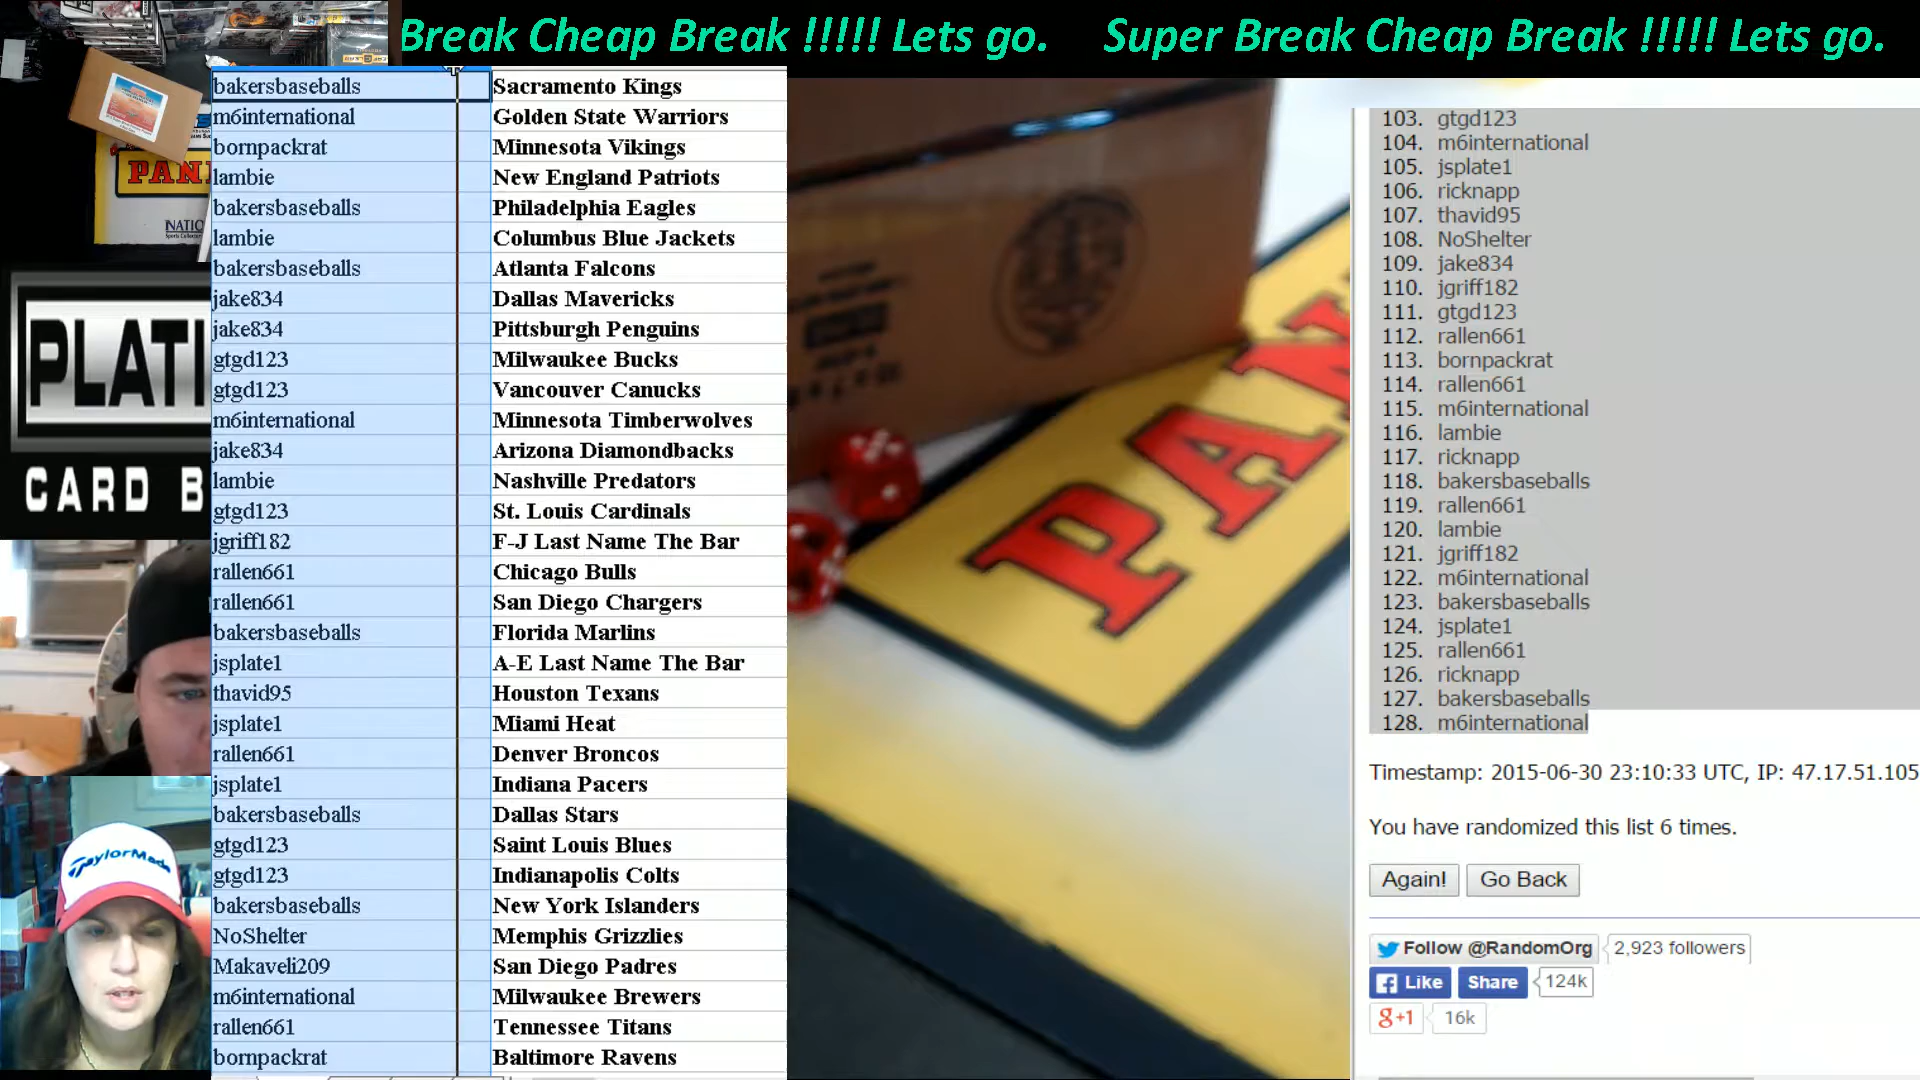 Break Cheap Break !!!!! Lets go. Super Break Cheap Break !!!!! Lets go.
PAN
NATIO
PLATI
CARD B
TaylorMade
bakersbaseballs Sacramento Kings
m6international Golden State Warriors
bornpackrat Minnesota Vikings
lambie New England Patriots
bakersbaseballs Philadelphia Eagles
lambie Columbus Blue Jackets
bakersbaseballs Atlanta Falcons
jake834 Dallas Mavericks
jake834 Pittsburgh Penguins
gtgd123 Milwaukee Bucks
gtgd123 Vancouver Canucks
m6international Minnesota Timberwolves
jake834 Arizona Diamondbacks
lambie Nashville Predators
gtgd123 St. Louis Cardinals
jgriff182 F-J Last Name The Bar
rallen661 Chicago Bulls
rallen661 San Diego Chargers
bakersbaseballs Florida Marlins
jsplate1 A-E Last Name The Bar
thavid95 Houston Texans
jsplate1 Miami Heat
rallen661 Denver Broncos
jsplate1 Indiana Pacers
bakersbaseballs Dallas Stars
gtgd123 Saint Louis Blues
gtgd123 Indianapolis Colts
bakersbaseballs New York Islanders
NoShelter Memphis Grizzlies
Makaveli209 San Diego Padres
m6international Milwaukee Brewers
rallen661 Tennessee Titans
bornpackrat Baltimore Ravens
PAN
103. gtgd123
104. m6international
105. jsplate1
106. ricknapp
107. thavid95
108. NoShelter
109. jake834
110. jgriff182
111. gtgd123
112. rallen661
113. bornpackrat
114. rallen661
115. m6international
116. lambie
117. ricknapp
118. bakersbaseballs
119. rallen661
120. lambie
121. jgriff182
122. m6international
123. bakersbaseballs
124. jsplate1
125. rallen661
126. ricknapp
127. bakersbaseballs
128. m6international
Timestamp: 2015-06-30 23:10:33 UTC, IP: 47.17.51.105
You have randomized this list 6 times.
Again! Go Back
Follow @RandomOrg 2,923 followers
Like Share 124k
g+1 16k